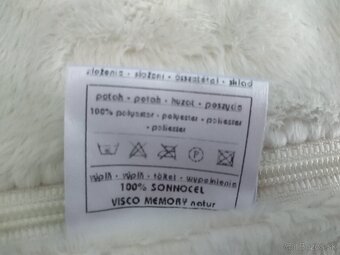 zloženie - složení - összetétel - skład
poťah - potah - huzat - poszycie
100% polyester - polyester - poliester
- poliester
P
výplň - výplň - töltet - wypełnienie
100% SONNOCEL
VISCO MEMORY natur